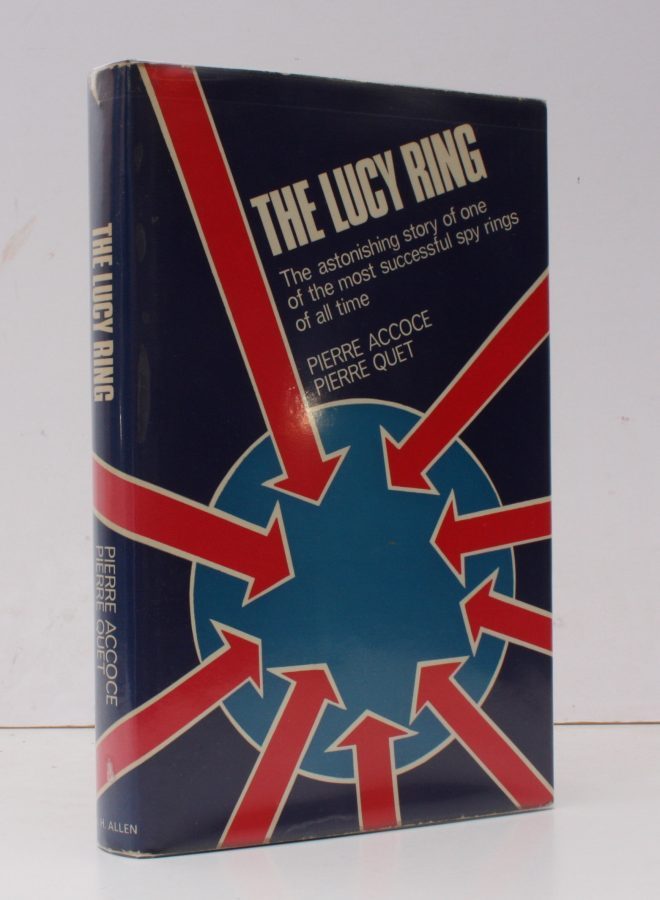 THE LUCY RING
The astonishing story of one
of the most successful spy rings
of all time
PIERRE ACCOCE
PIERRE QUET
THE LUCY RING
PIERRE ACCOCE
PIERRE QUET
H. ALLEN